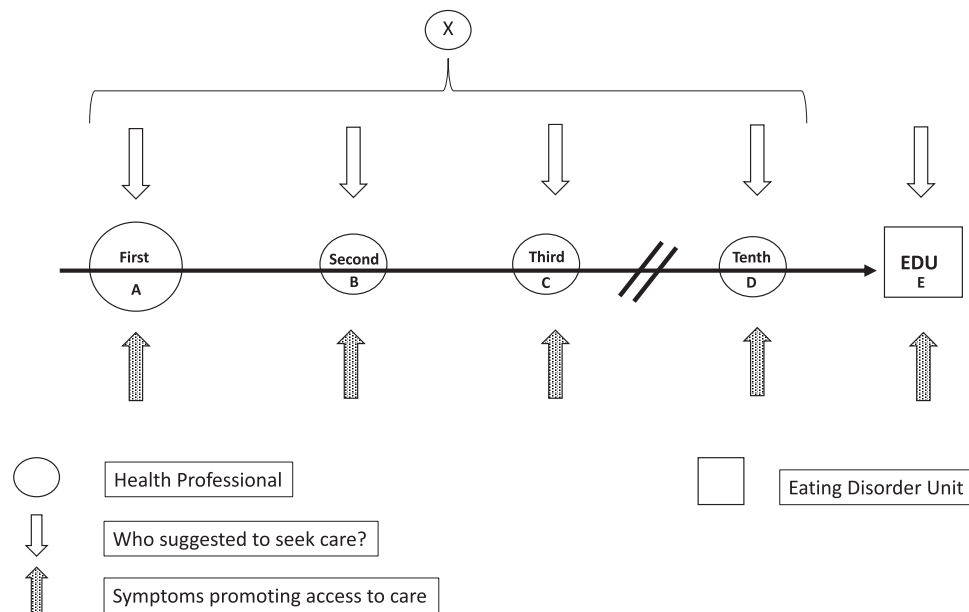 X
First
A
Second
B
Third
C
Tenth
D
EDU
E
Health Professional
Eating Disorder Unit
Who suggested to seek care?
Symptoms promoting access to care